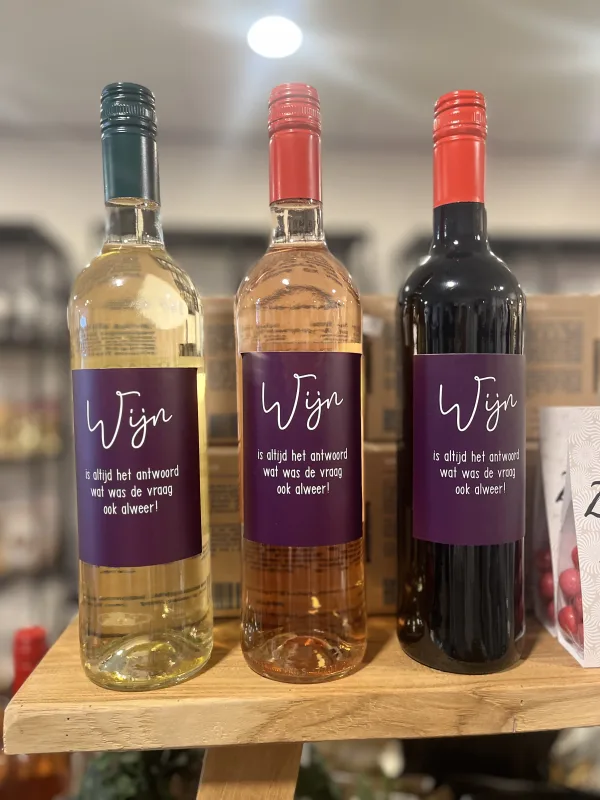 Wijn
is altijd het antwoord
wat was de vraag
ook alweer!
Wijn
is altijd het antwoord
wat was de vraag
ook alweer!
Wijn
is altijd het antwoord
wat was de vraag
ook alweer!